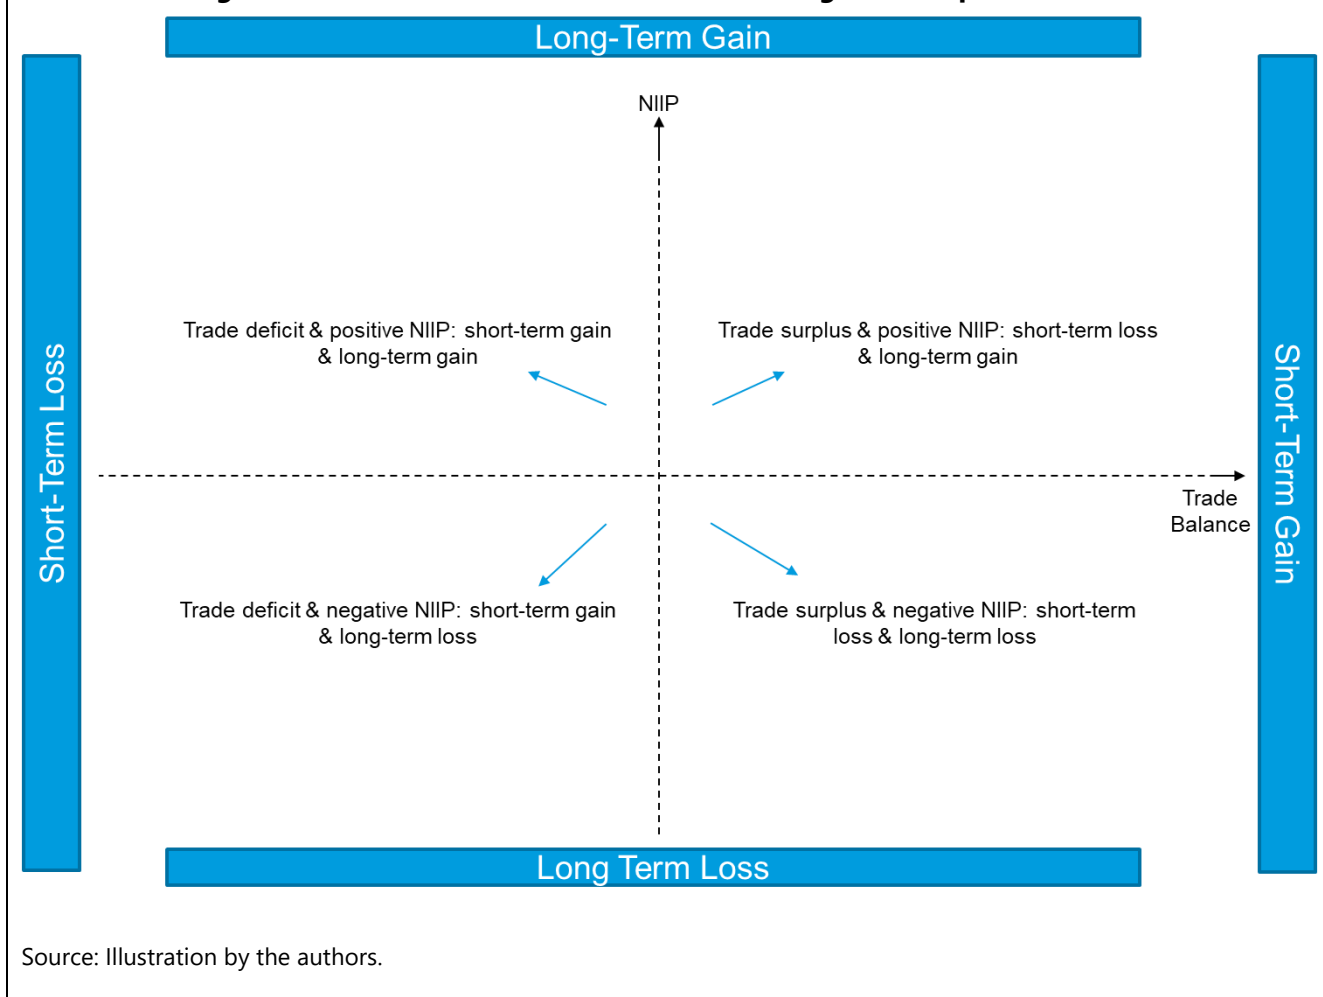 Long-Term Gain
NIIP
Trade deficit & positive NIIP: short-term gain
& long-term gain
Trade surplus & positive NIIP: short-term loss
& long-term gain
Short-Term Loss
Short-Term Gain
Trade
Balance
Trade deficit & negative NIIP: short-term gain
& long-term loss
Trade surplus & negative NIIP: short-term
loss & long-term loss
Long Term Loss
Source: Illustration by the authors.